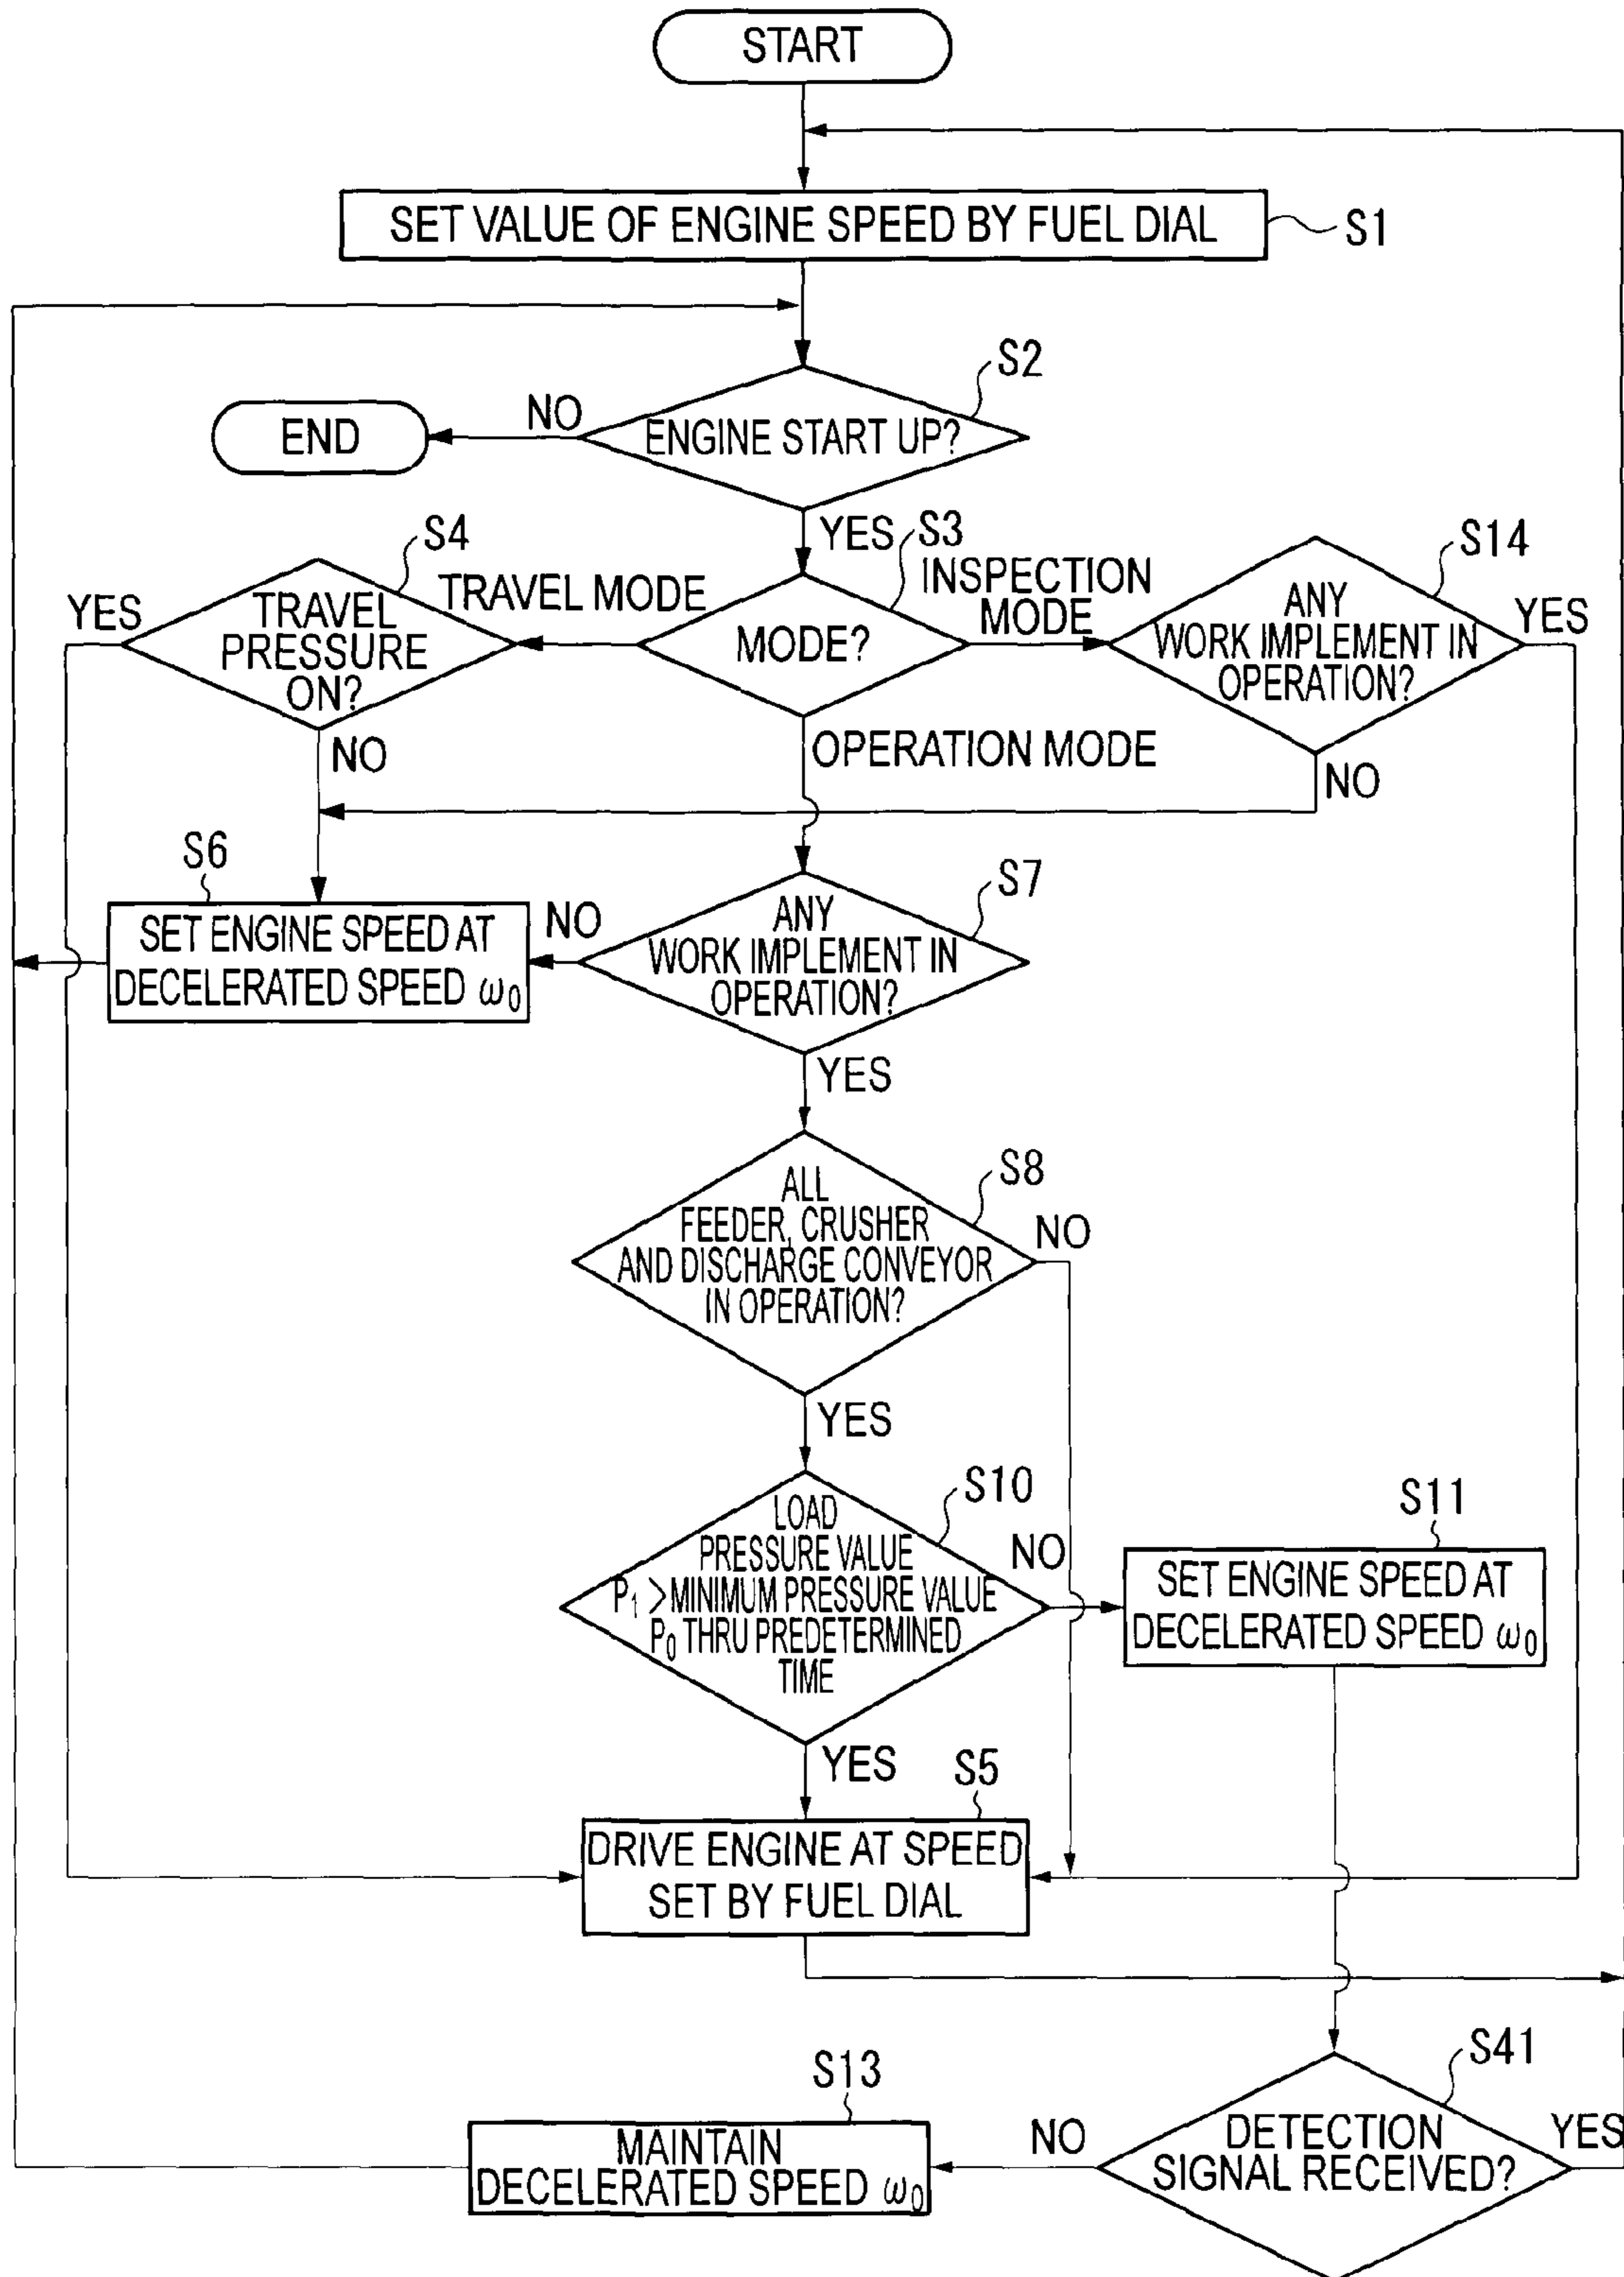 START
SET VALUE OF ENGINE SPEED BY FUEL DIAL
S1
S2
ENGINE START UP?
NO
END
YES
S3
MODE?
TRAVEL MODE
INSPECTION
MODE
OPERATION MODE
S4
TRAVEL
PRESSURE
ON?
YES
NO
S14
ANY
WORK IMPLEMENT IN
OPERATION?
YES
NO
S6
SET ENGINE SPEED AT
DECELERATED SPEED ω0
S7
ANY
WORK IMPLEMENT IN
OPERATION?
NO
YES
S8
ALL
FEEDER, CRUSHER
AND DISCHARGE CONVEYOR
IN OPERATION?
NO
YES
S10
LOAD
PRESSURE VALUE
P1 >MINIMUM PRESSURE VALUE
P0 THRU PREDETERMINED
TIME
NO
YES
S11
SET ENGINE SPEED AT
DECELERATED SPEED ω0
S5
DRIVE ENGINE AT SPEED
SET BY FUEL DIAL
S41
DETECTION
SIGNAL RECEIVED?
YES
NO
S13
MAINTAIN
DECELERATED SPEED ω0